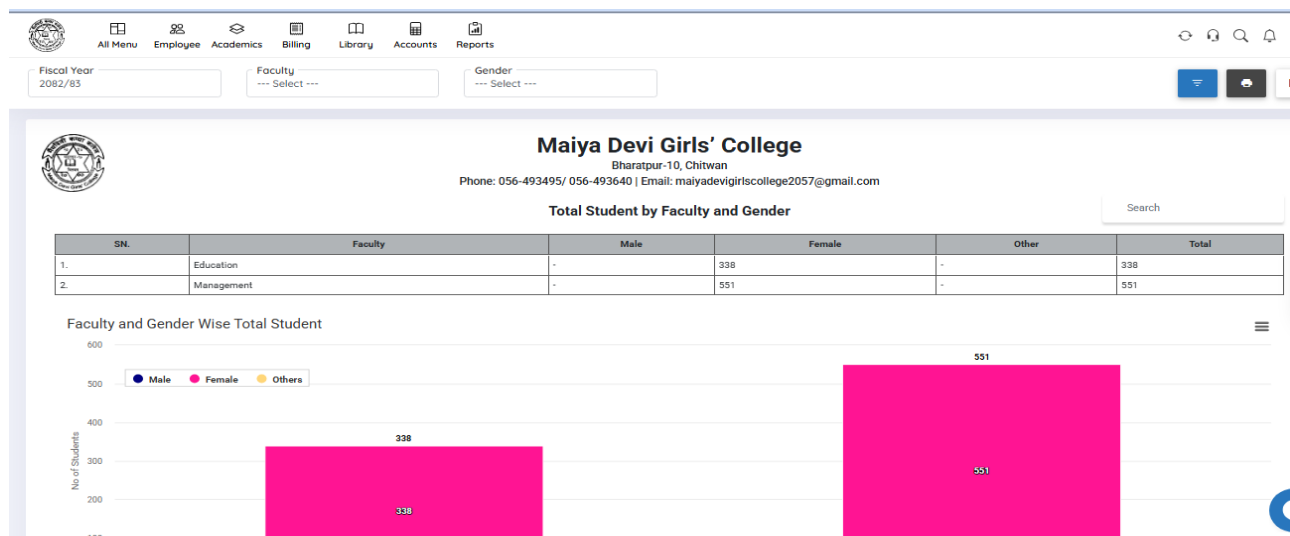 All Menu Employee Academics Billing Library Accounts Reports
Fiscal Year Faculty Gender
2082/83 --- Select --- --- Select ---
Maiya Devi Girls' College
Bharatpur-10, Chitwan
Phone: 056-493495/ 056-493640 | Email: maiyadevigirlscollege2057@gmail.com
Total Student by Faculty and Gender
Search
SN. Faculty Male Female Other Total
1. Education - 338 - 338
2. Management - 551 - 551
Faculty and Gender Wise Total Student
600
551
Male Female Others
500
400
338
No of Students
300
551
200
338